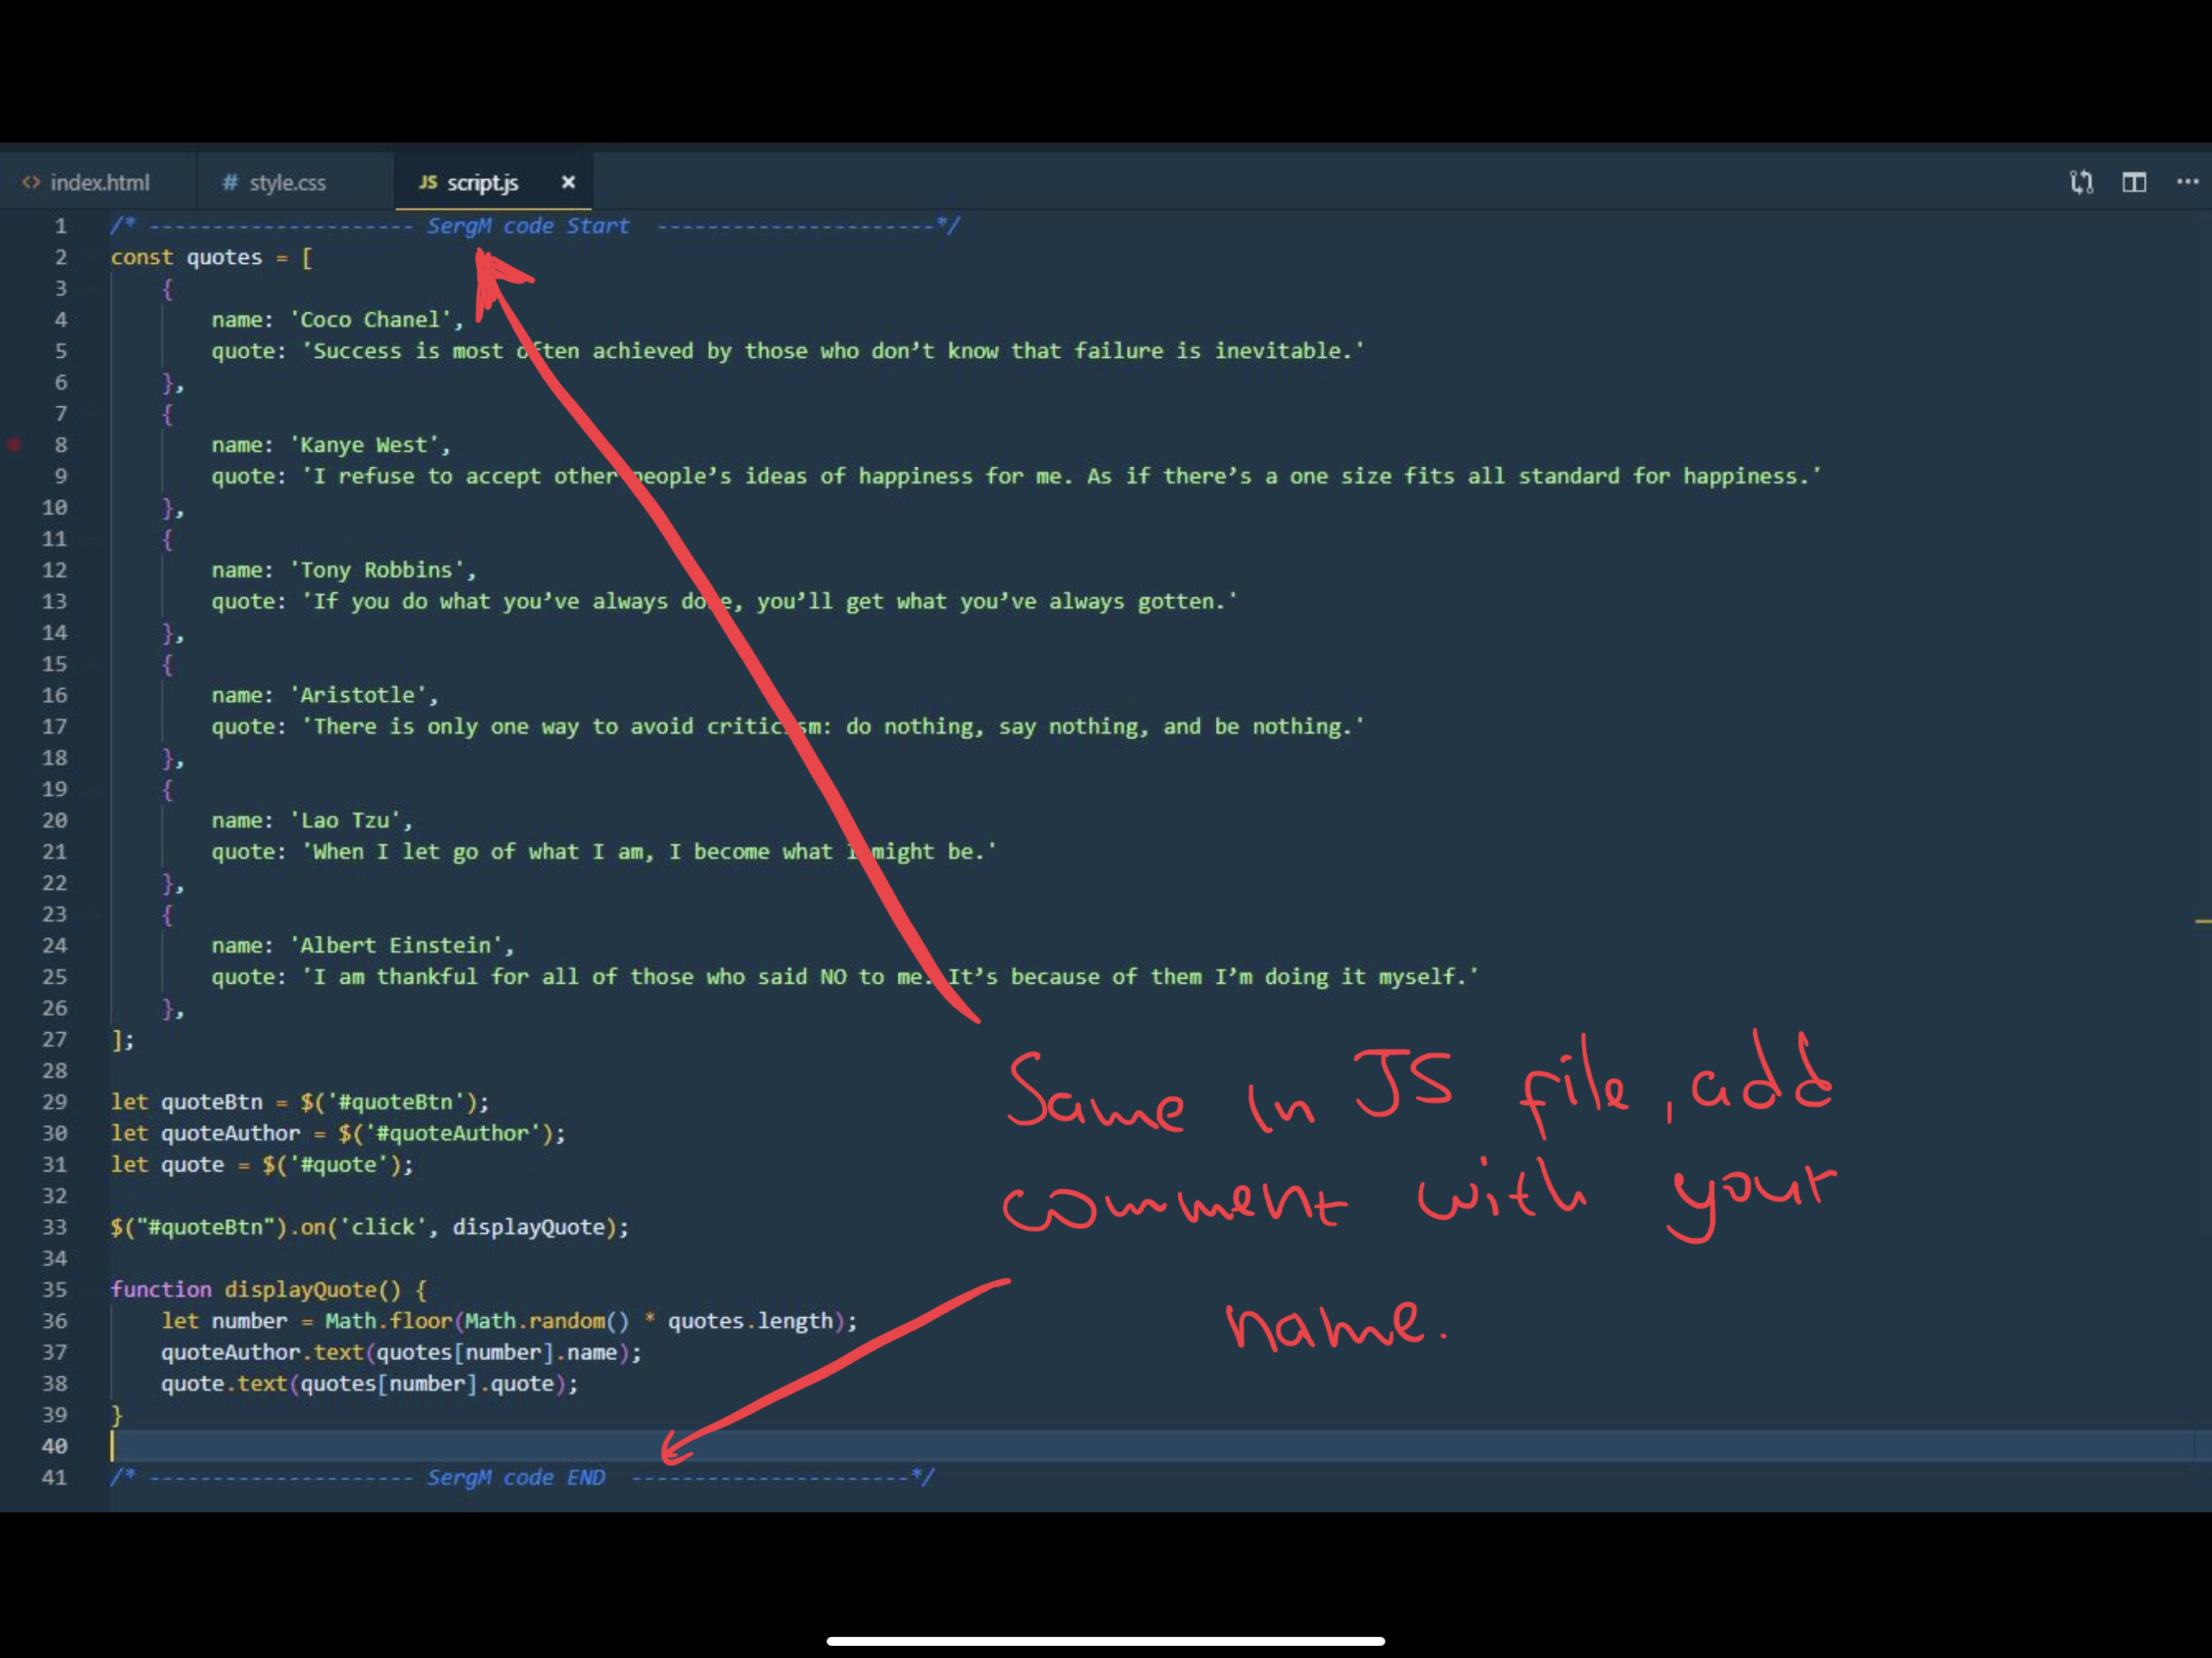 index.html # style.css JS script.js ×
1 /* --------------------- SergM code Start ----------------------*/
2 const quotes = [
3 {
4 name: 'Coco Chanel',
5 quote: 'Success is most often achieved by those who don’t know that failure is inevitable.'
6 },
7 {
8 name: 'Kanye West',
9 quote: 'I refuse to accept other people’s ideas of happiness for me. As if there’s a one size fits all standard for happiness.'
10 },
11 {
12 name: 'Tony Robbins',
13 quote: 'If you do what you’ve always done, you’ll get what you’ve always gotten.'
14 },
15 {
16 name: 'Aristotle',
17 quote: 'There is only one way to avoid criticism: do nothing, say nothing, and be nothing.'
18 },
19 {
20 name: 'Lao Tzu',
21 quote: 'When I let go of what I am, I become what I might be.'
22 },
23 {
24 name: 'Albert Einstein',
25 quote: 'I am thankful for all of those who said NO to me. It’s because of them I’m doing it myself.'
26 },
27 ];
28
29 let quoteBtn = $('#quoteBtn');
30 let quoteAuthor = $('#quoteAuthor');
31 let quote = $('#quote');
32
33 $("#quoteBtn").on('click', displayQuote);
34
35 function displayQuote() {
36 let number = Math.floor(Math.random() * quotes.length);
37 quoteAuthor.text(quotes[number].name);
38 quote.text(quotes[number].quote);
39 }
40
41 /* --------------------- SergM code END ----------------------*/
Same in JS file, add
comment with your
name.